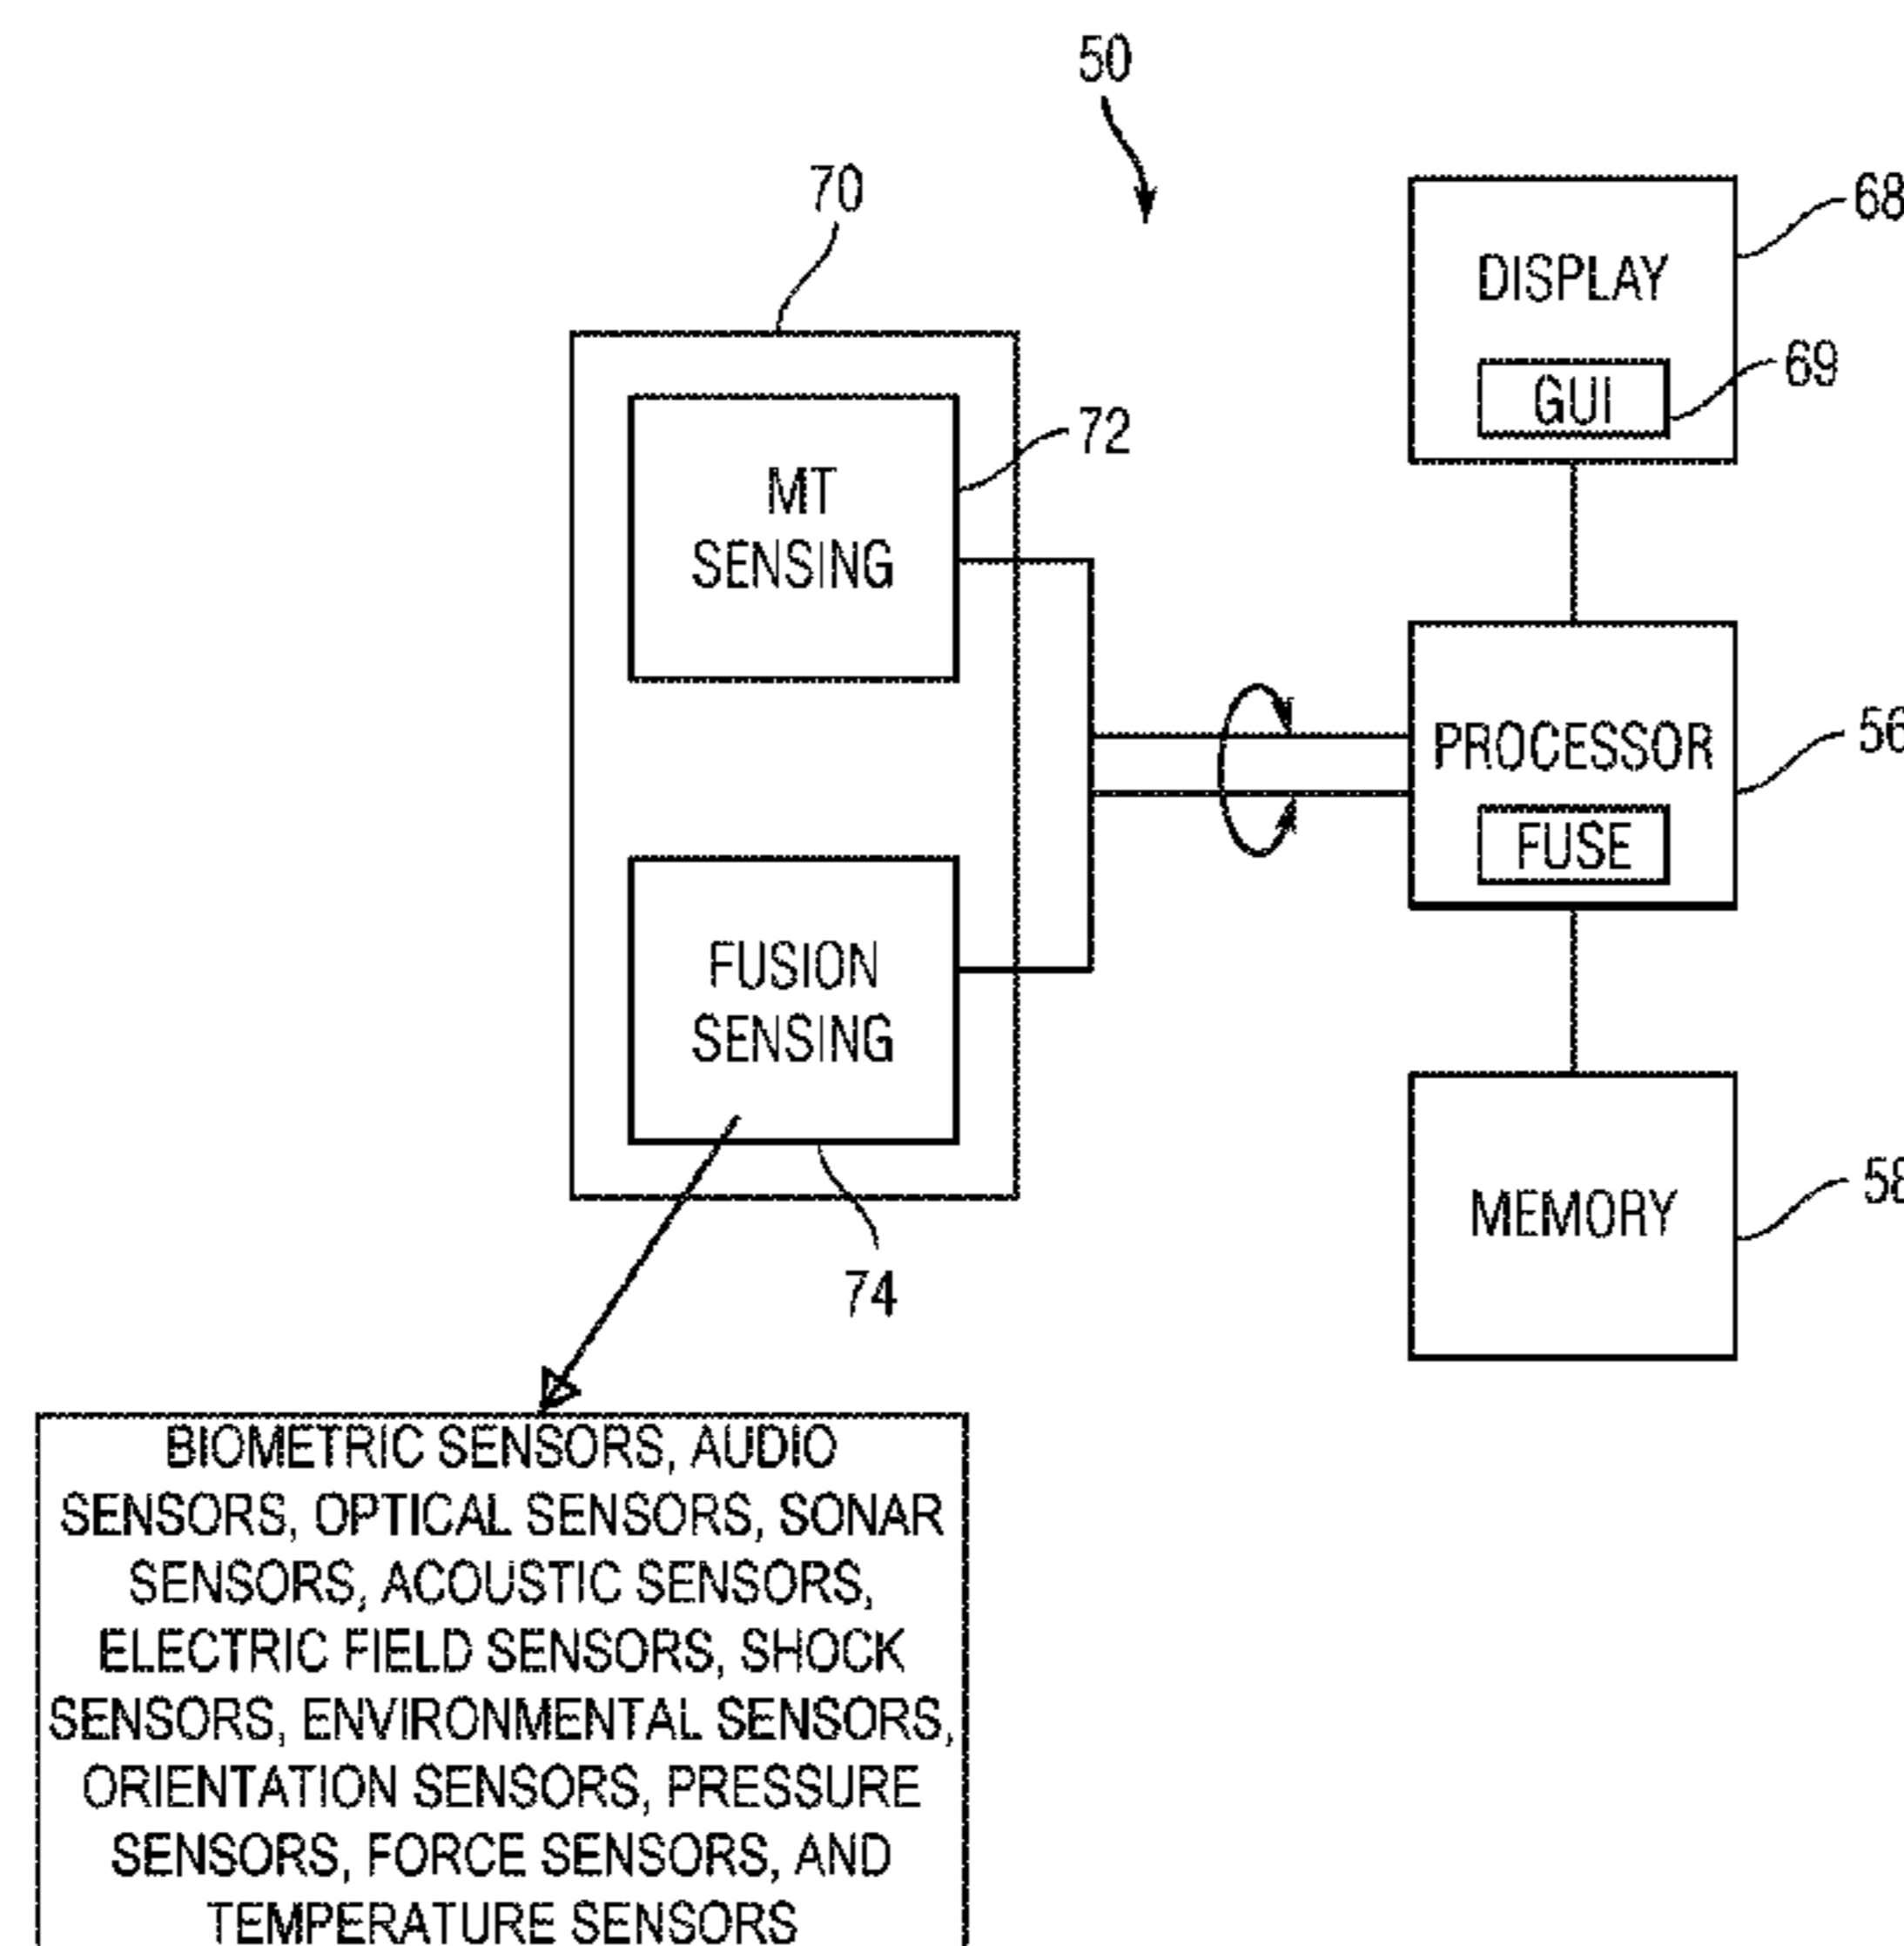 50
70
68
DISPLAY
69
GUI
72
MT
SENSING
56
PROCESSOR
FUSE
FUSION
SENSING
58
MEMORY
74
BIOMETRIC SENSORS, AUDIO
SENSORS, OPTICAL SENSORS, SONAR
SENSORS, ACOUSTIC SENSORS,
ELECTRIC FIELD SENSORS, SHOCK
SENSORS, ENVIRONMENTAL SENSORS,
ORIENTATION SENSORS, PRESSURE
SENSORS, FORCE SENSORS, AND
TEMPERATURE SENSORS